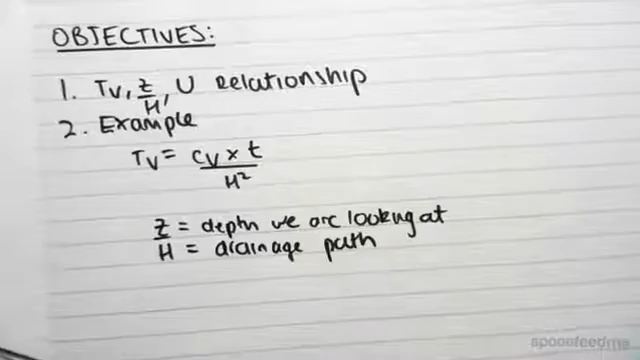 OBJECTIVES:
1. Tv, z/H, U Relationship
2. Example
Tv = cv x t / H²
z = depth we are looking at
H = drainage path
spoonfeedme